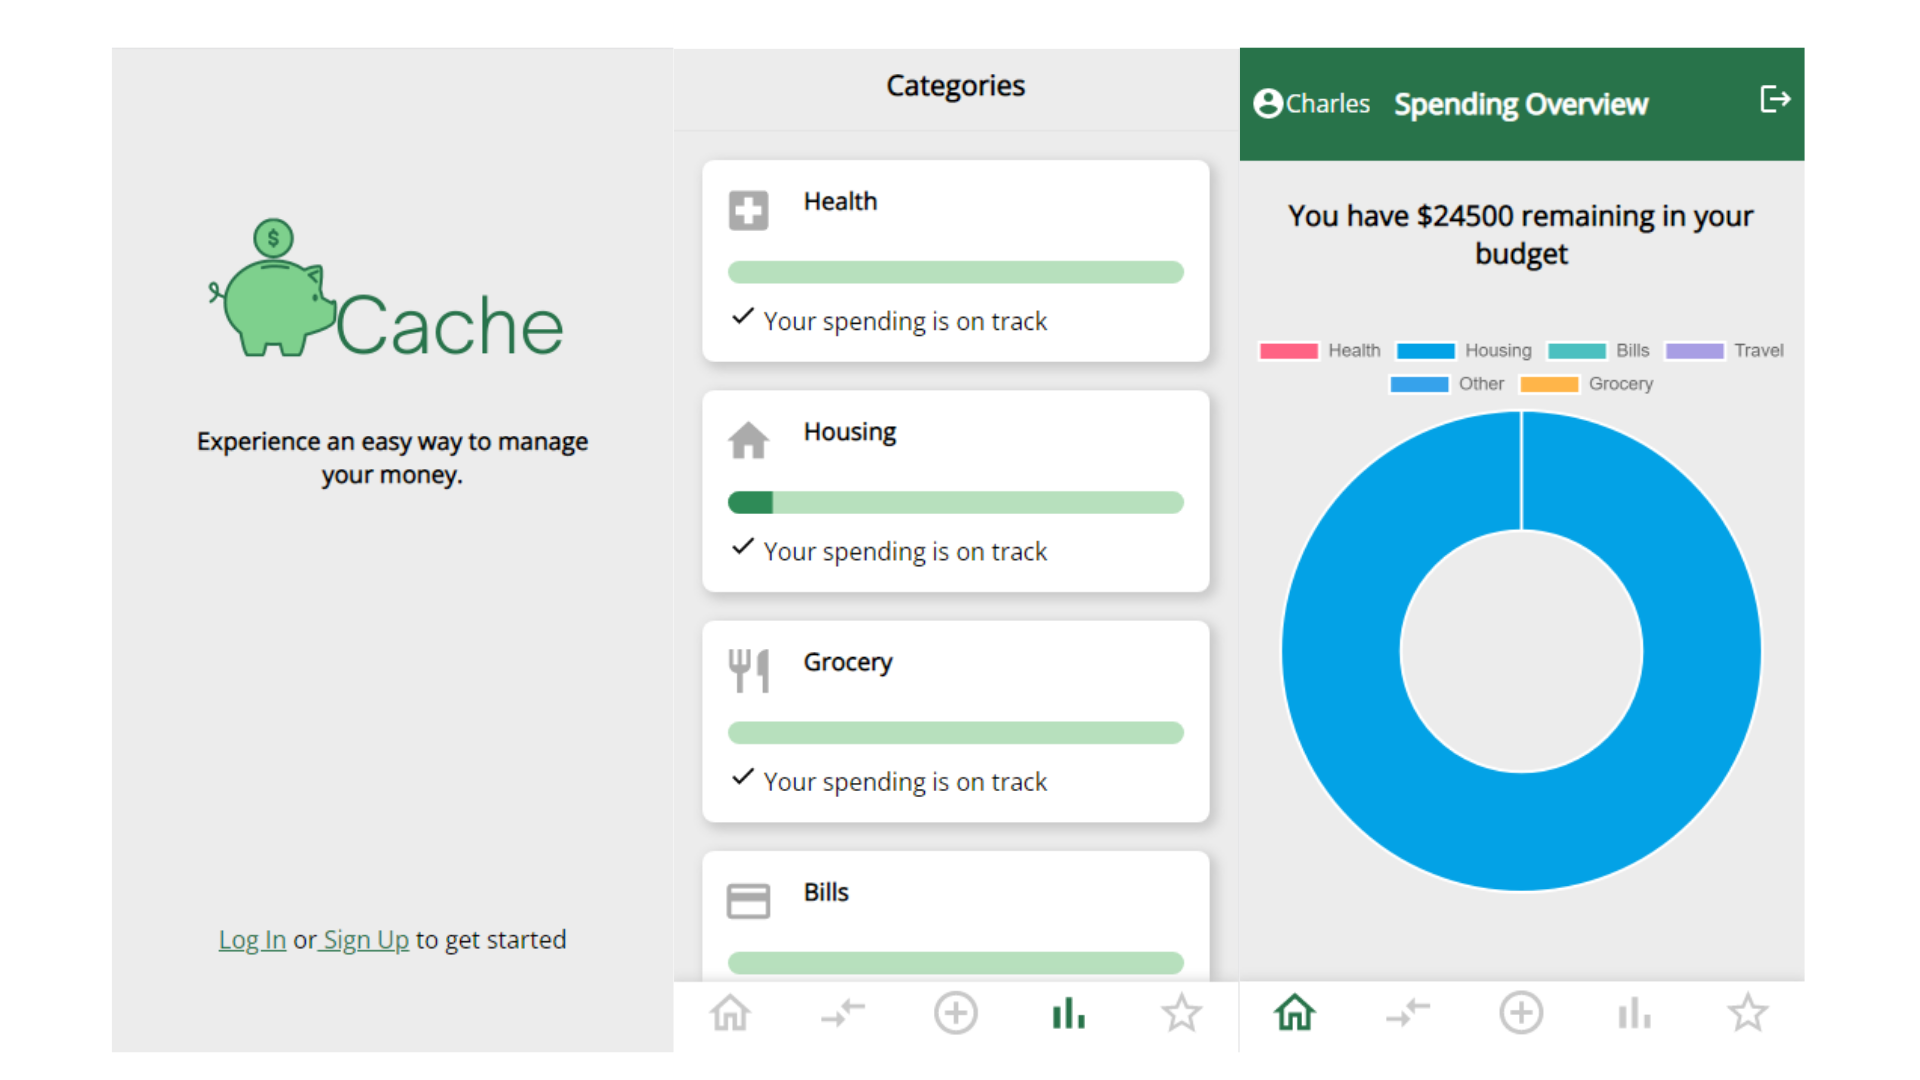 $
Cache
Experience an easy way to manage
your money.
Log In or Sign Up to get started
Categories
Health
Your spending is on track
Housing
Your spending is on track
Grocery
Your spending is on track
Bills
Charles Spending Overview
You have $24500 remaining in your
budget
Health Housing Bills Travel
Other Grocery